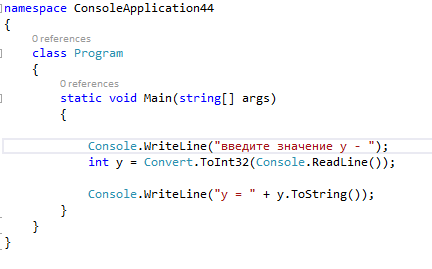 namespace ConsoleApplication44
{
0 references
class Program
{
0 references
static void Main(string[] args)
{
Console.WriteLine("введите значение у - ");
int y = Convert.ToInt32(Console.ReadLine());
Console.WriteLine("y = " + y.ToString());
}
}
}